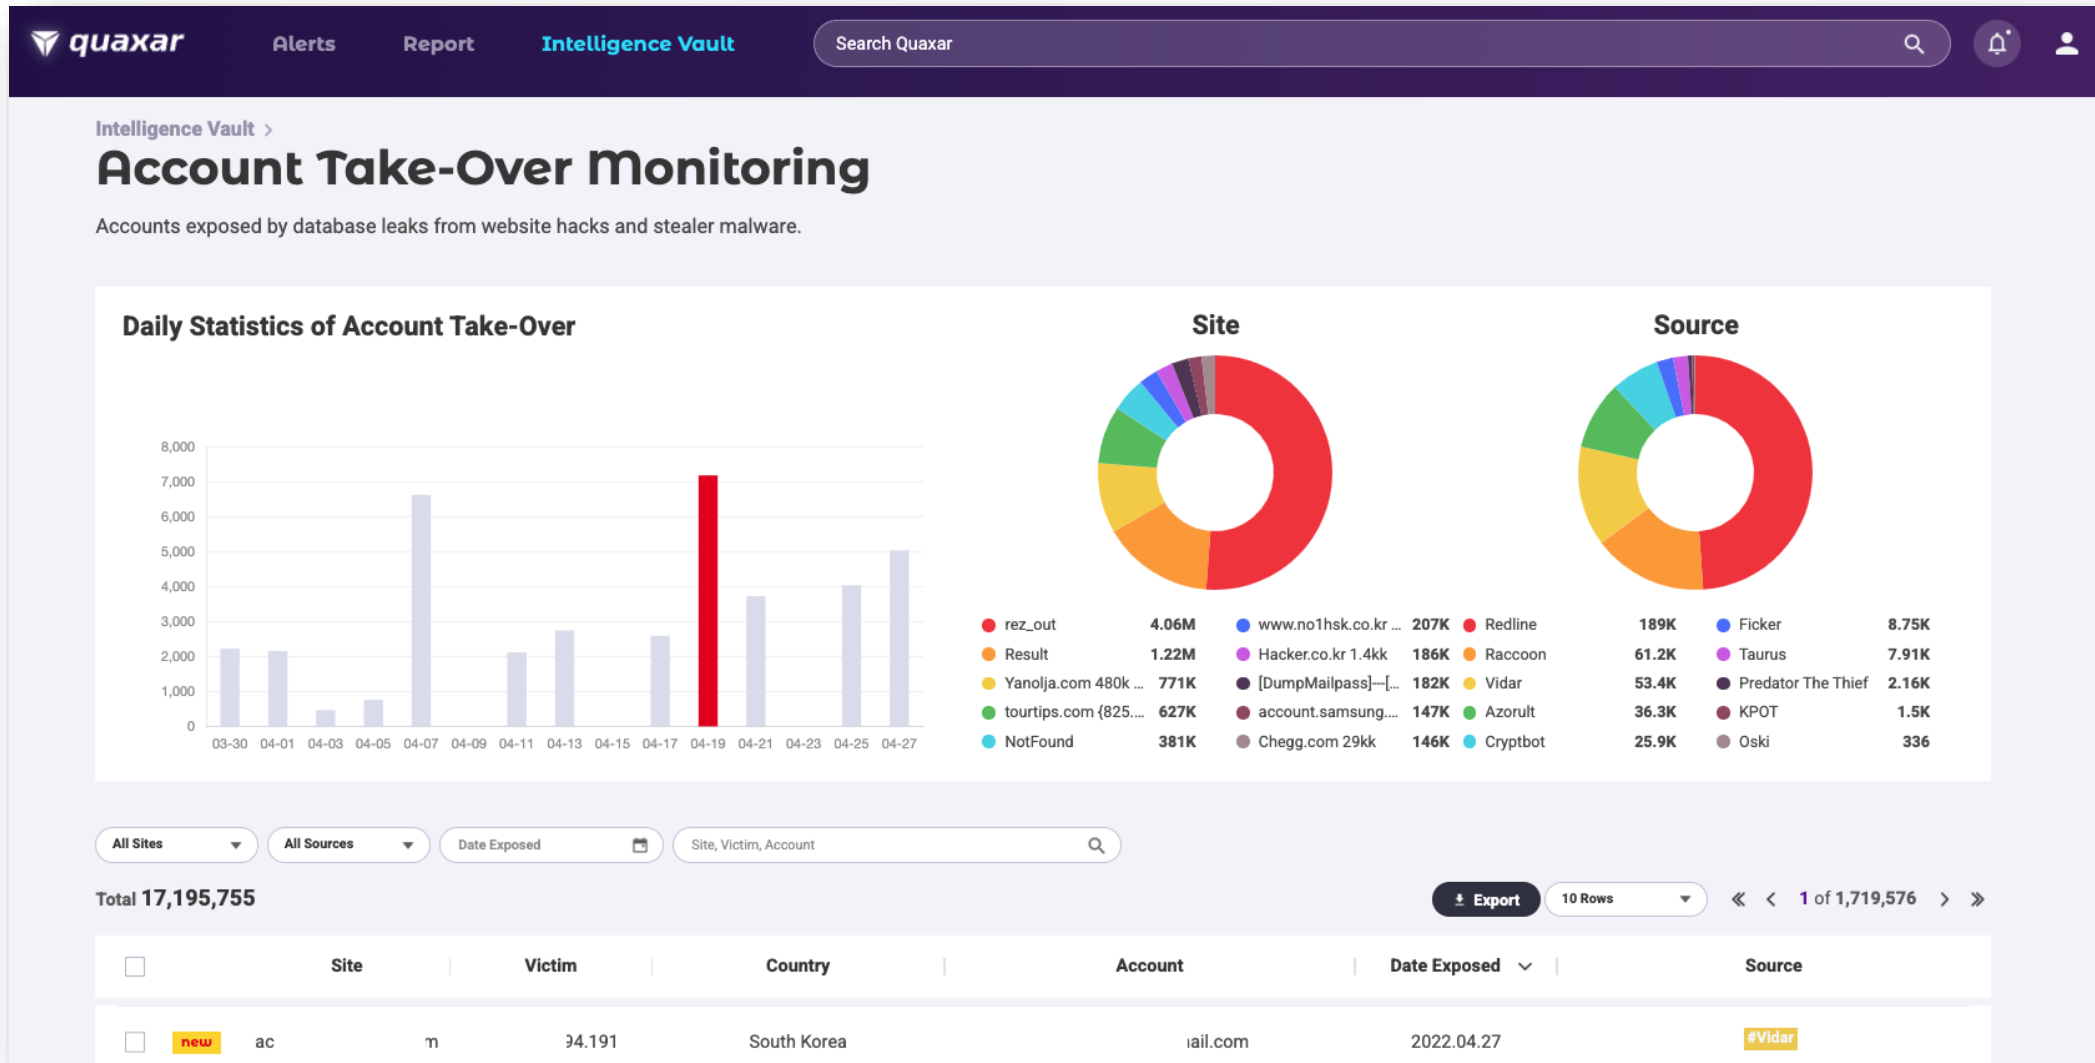 quaxar Alerts Report Intelligence Vault Search Quaxar
Intelligence Vault >
Account Take-Over Monitoring
Accounts exposed by database leaks from website hacks and stealer malware.
Daily Statistics of Account Take-Over
8,000
7,000
6,000
5,000
4,000
3,000
2,000
1,000
0
03-30 04-01 04-03 04-05 04-07 04-09 04-11 04-13 04-15 04-17 04-19 04-21 04-23 04-25 04-27
Site
rez_out 4.06M www.no1hsk.co.kr ... 207K
Result 1.22M Hacker.co.kr 1.4kk 186K
Yanolja.com 480k ... 771K [DumpMailpass]---[... 182K
tourtips.com {825.... 627K account.samsung.... 147K
NotFound 381K Chegg.com 29kk 146K
Source
Redline 189K Ficker 8.75K
Raccoon 61.2K Taurus 7.91K
Vidar 53.4K Predator The Thief 2.16K
Azorult 36.3K KPOT 1.5K
Cryptbot 25.9K Oski 336
All Sites All Sources Date Exposed Site, Victim, Account
Total 17,195,755 Export 10 Rows 1 of 1,719,576
Site Victim Country Account Date Exposed Source
new ac m 94.191 South Korea ail.com 2022.04.27 #Vidar